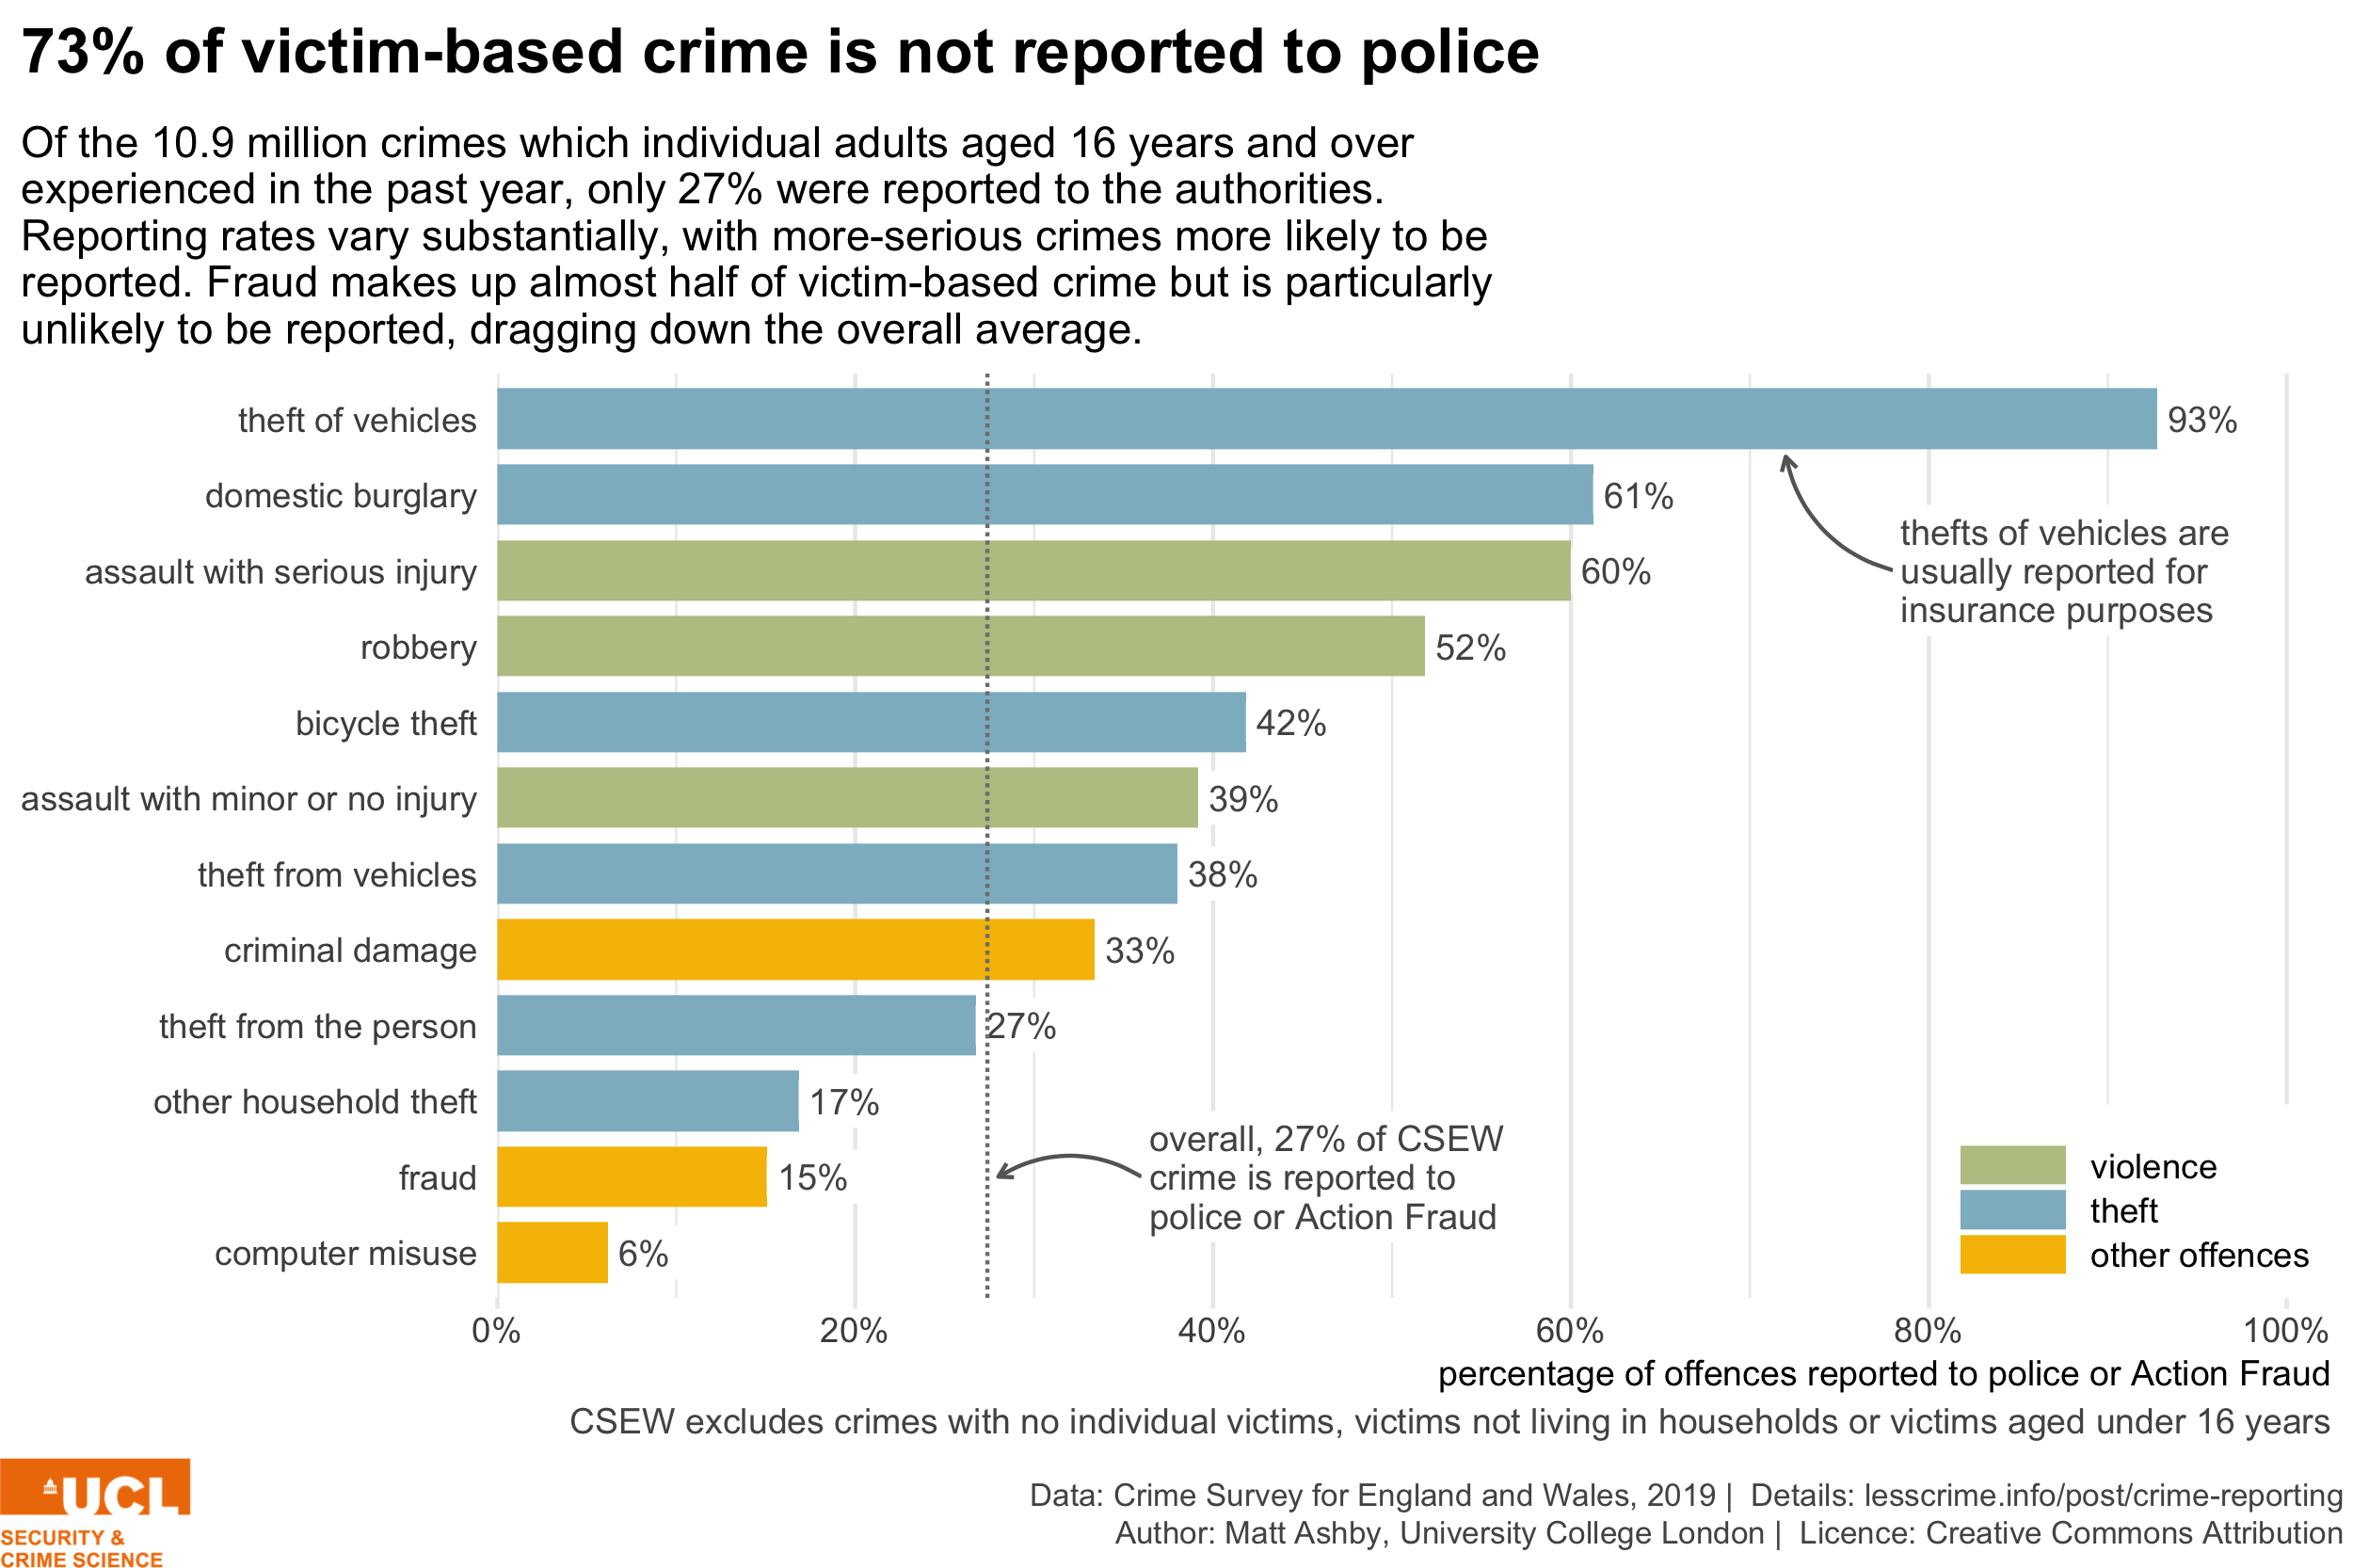 73% of victim-based crime is not reported to police
Of the 10.9 million crimes which individual adults aged 16 years and over
experienced in the past year, only 27% were reported to the authorities.
Reporting rates vary substantially, with more-serious crimes more likely to be
reported. Fraud makes up almost half of victim-based crime but is particularly
unlikely to be reported, dragging down the overall average.
theft of vehicles 93%
domestic burglary 61%
assault with serious injury 60%
robbery 52%
bicycle theft 42%
assault with minor or no injury 39%
theft from vehicles 38%
criminal damage 33%
theft from the person 27%
other household theft 17%
fraud 15%
computer misuse 6%
thefts of vehicles are
usually reported for
insurance purposes
overall, 27% of CSEW
crime is reported to
police or Action Fraud
violence
theft
other offences
0% 20% 40% 60% 80% 100%
percentage of offences reported to police or Action Fraud
CSEW excludes crimes with no individual victims, victims not living in households or victims aged under 16 years
UCL
SECURITY &
CRIME SCIENCE
Data: Crime Survey for England and Wales, 2019 | Details: lesscrime.info/post/crime-reporting
Author: Matt Ashby, University College London | Licence: Creative Commons Attribution